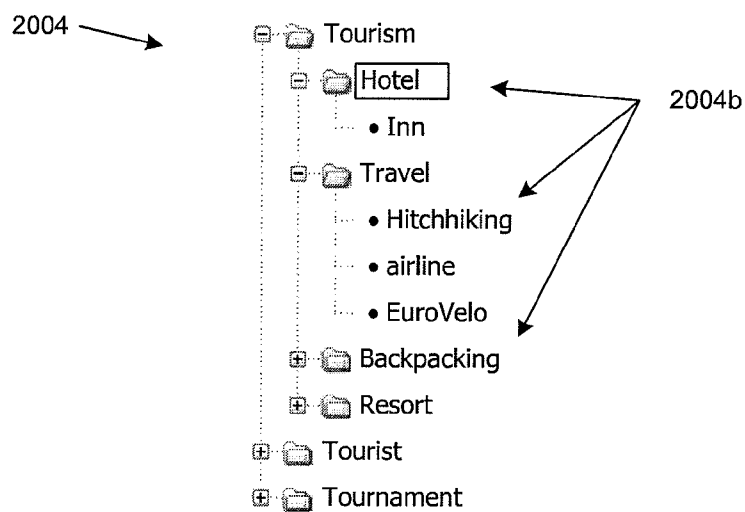 2004
Tourism
Hotel
2004b
• Inn
Travel
• Hitchhiking
• airline
• EuroVelo
Backpacking
Resort
Tourist
Tournament